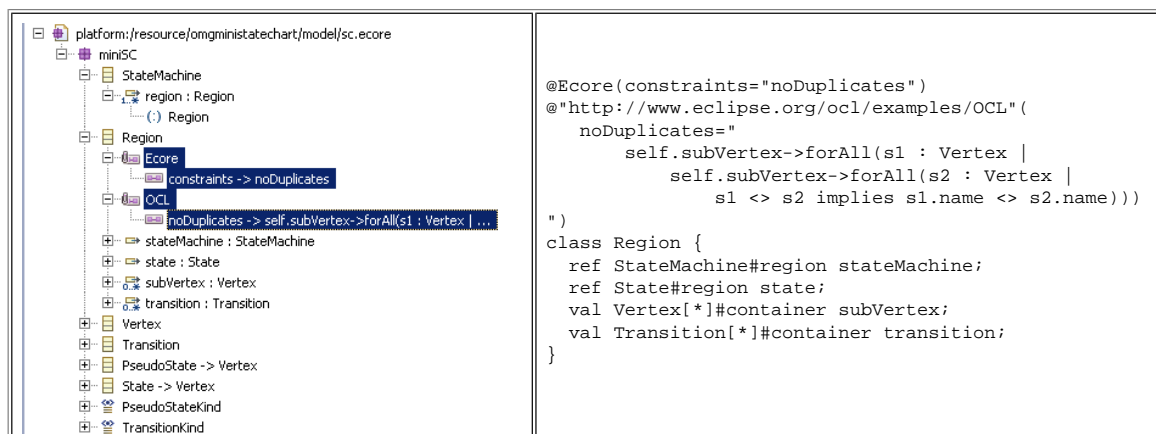 platform:/resource/omgministatechart/model/sc.ecore
miniSC
StateMachine
1..* region : Region
(:) Region
Region
Ecore
constraints -> noDuplicates
OCL
noDuplicates -> self.subVertex->forAll(s1 : Vertex | ...
stateMachine : StateMachine
state : State
0..* subVertex : Vertex
0..* transition : Transition
Vertex
Transition
PseudoState -> Vertex
State -> Vertex
PseudoStateKind
TransitionKind
@Ecore(constraints="noDuplicates")
@"http://www.eclipse.org/ocl/examples/OCL"(
noDuplicates="
self.subVertex->forAll(s1 : Vertex |
self.subVertex->forAll(s2 : Vertex |
s1 <> s2 implies s1.name <> s2.name)))
")
class Region {
ref StateMachine#region stateMachine;
ref State#region state;
val Vertex[*]#container subVertex;
val Transition[*]#container transition;
}